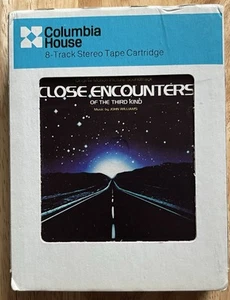 Columbia
House
8-Track Stereo Tape Cartridge
CLOSE ENCOUNTERS
OF THE THIRD KIND
Music by JOHN WILLIAMS